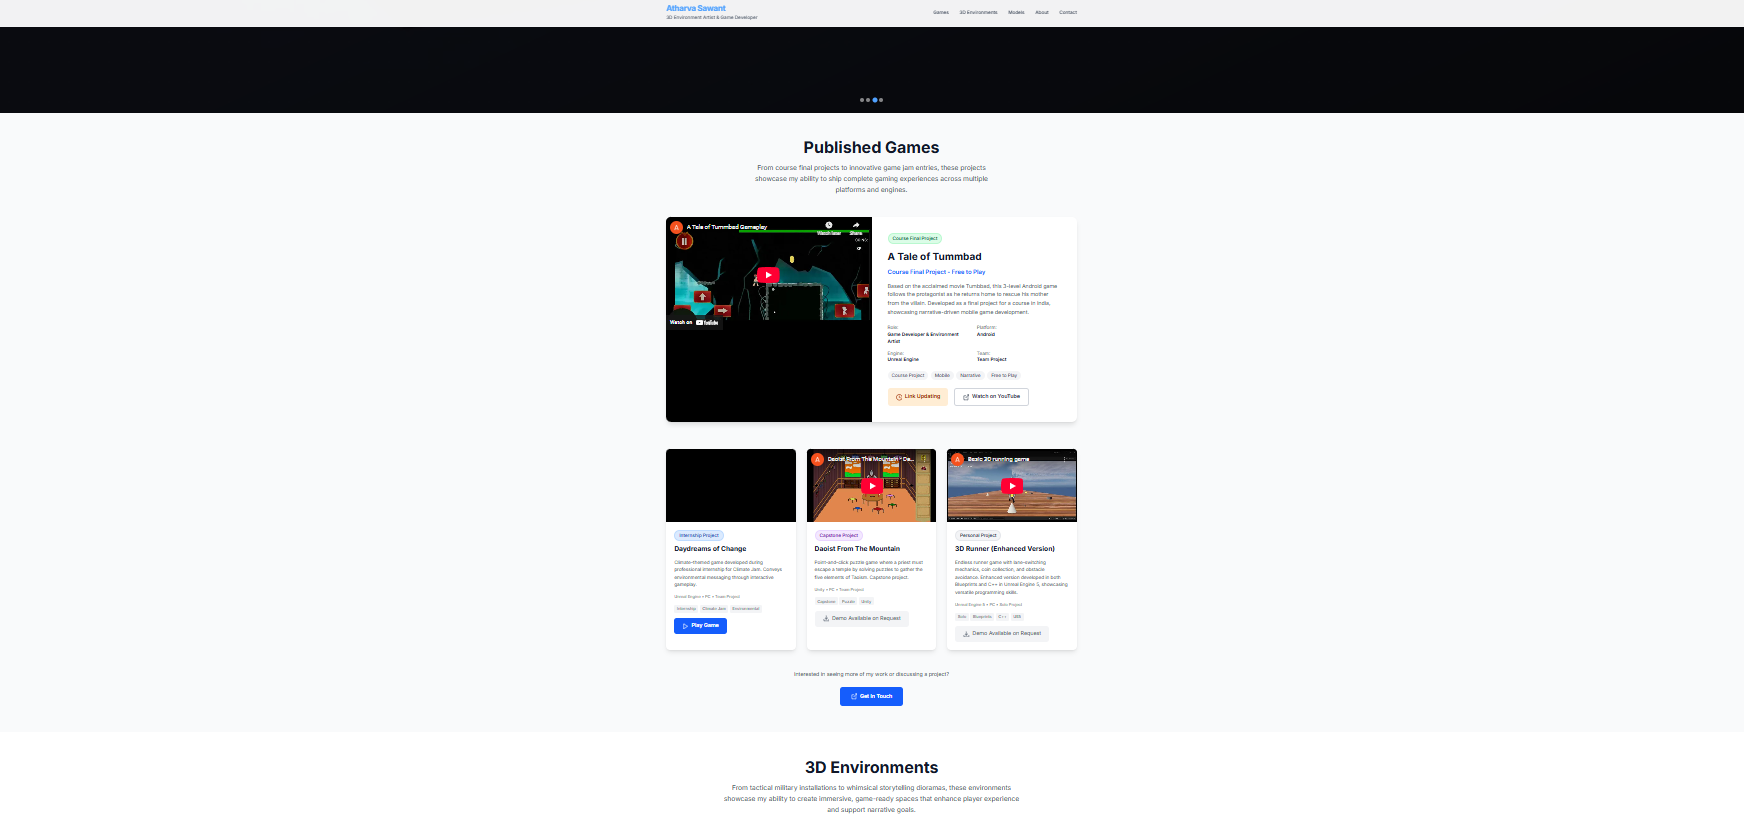 Atharva Sawant
3D Environment Artist & Game Developer
Games 3D Environments Models About Contact
Published Games
From course final projects to innovative game jam entries, these projects
showcase my ability to ship complete gaming experiences across multiple
platforms and engines.
A
A Tale of Tummbad Gameplay
Watch later Share
Watch on YouTube
Course Final Project
A Tale of Tummbad
Course Final Project - Free to Play
Based on the acclaimed movie Tumbbad, this 3-level Android game
follows the protagonist as he returns home to rescue his mother
from the villain. Developed as a final project for a course in India,
showcasing narrative-driven mobile game development.
Role: Platform:
Game Developer & Environment Android
Artist
Engine: Team:
Unreal Engine Team Project
Course Project Mobile Narrative Free to Play
Link Updating Watch on YouTube
Internship Project
Daydreams of Change
Climate-themed game developed during
professional internship for Climate Jam. Conveys
environmental messaging through interactive
gameplay.
Unreal Engine • PC • Team Project
Internship Climate Jam Environmental
Play Game
A
Daoist From The Mountain - Da...
Capstone Project
Daoist From The Mountain
Point-and-click puzzle game where a priest must
escape a temple by solving puzzles to gather the
five elements of Taoism. Capstone project.
Unity • PC • Team Project
Capstone Puzzle Unity
Demo Available on Request
A
Basic 3D running game
Personal Project
3D Runner (Enhanced Version)
Endless runner game with lane-switching
mechanics, coin collection, and obstacle
avoidance. Enhanced version developed in both
Blueprints and C++ in Unreal Engine 5, showcasing
versatile programming skills.
Unreal Engine 5 • PC • Solo Project
Solo Blueprints C++ UE5
Demo Available on Request
Interested in seeing more of my work or discussing a project?
Get in Touch
3D Environments
From tactical military installations to whimsical storytelling dioramas, these environments
showcase my ability to create immersive, game-ready spaces that enhance player experience
and support narrative goals.